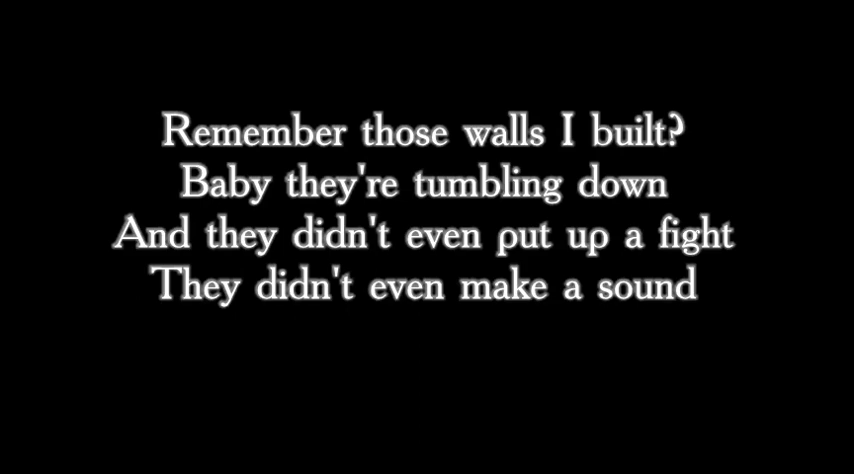 Remember those walls I built?
Baby they're tumbling down
And they didn't even put up a fight
They didn't even make a sound